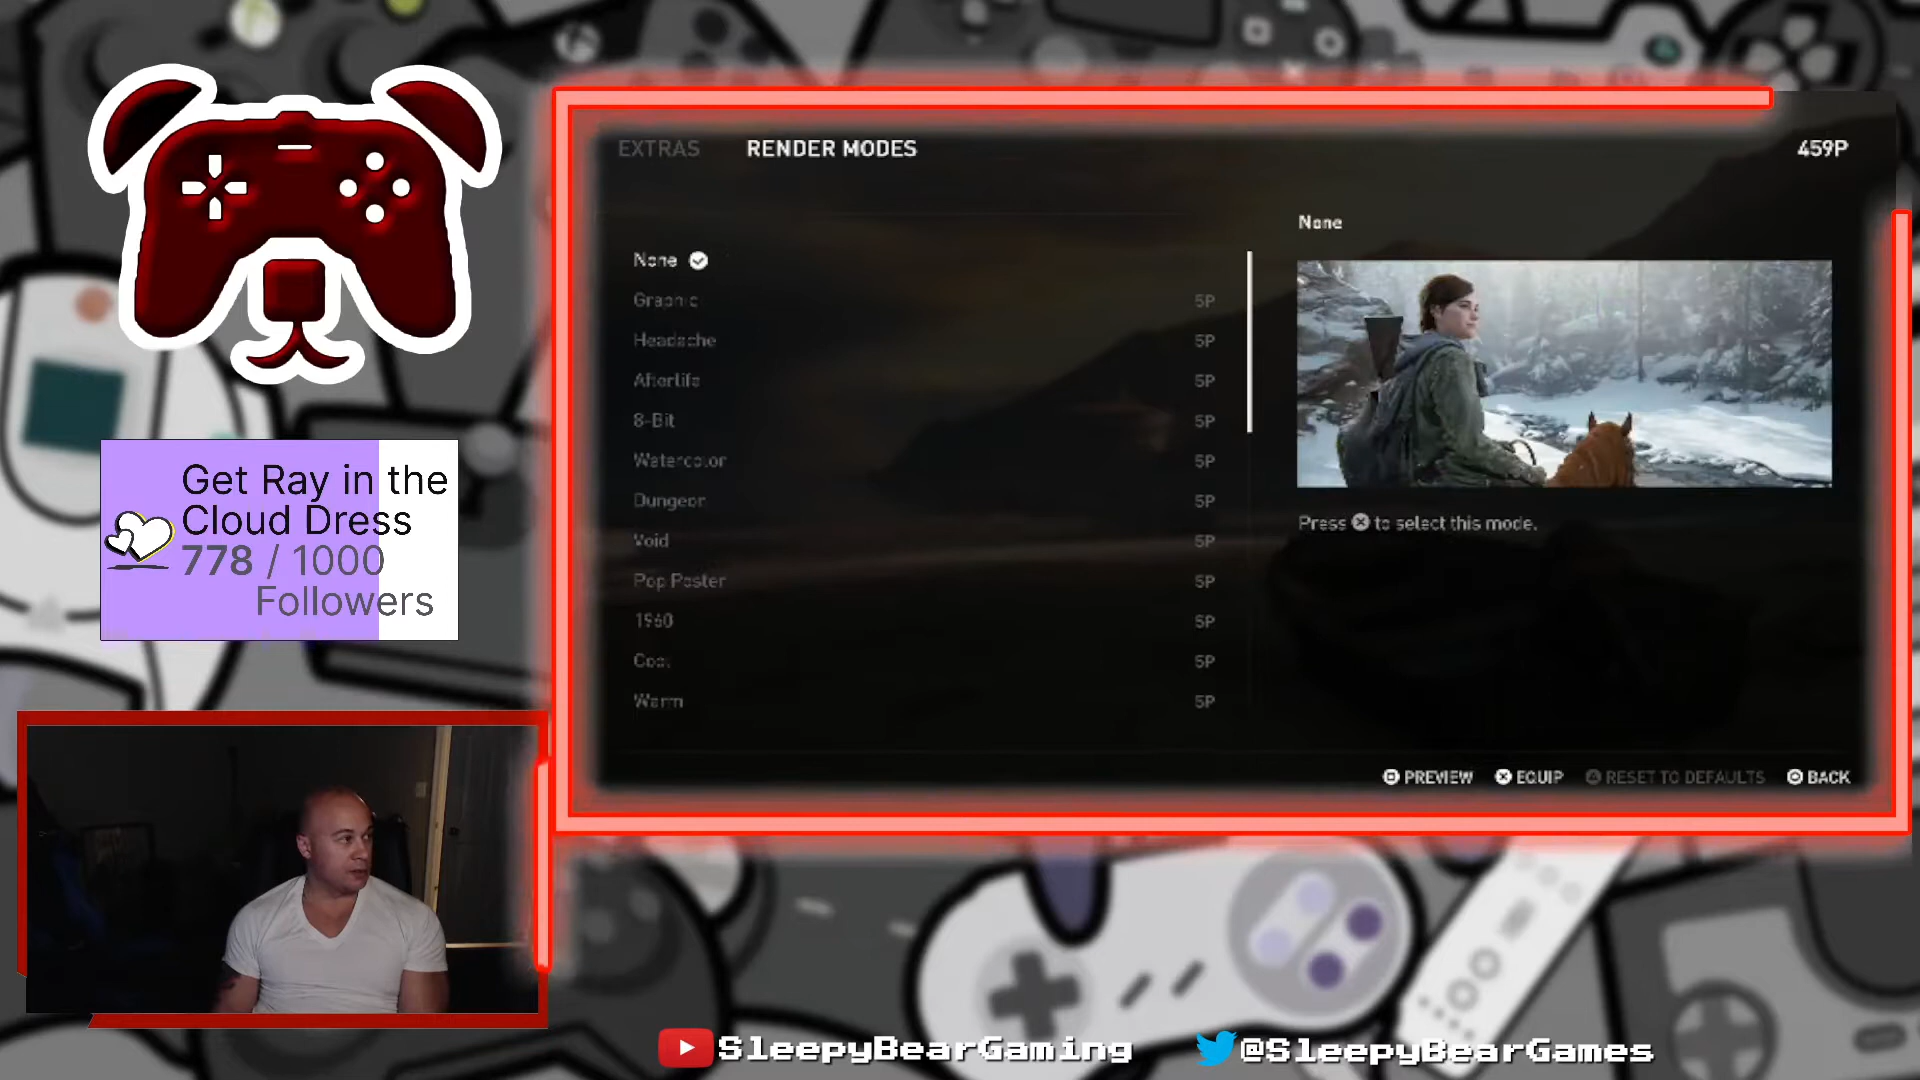 EXTRAS RENDER MODES 459P
None
None
Graphic 5P
Headache 5P
Afterlife 5P
8-Bit 5P
Watercolor 5P
Dungeon 5P
Void 5P
Pop Poster 5P
1960 5P
Cool 5P
Warm 5P
Press ⊗ to select this mode.
PREVIEW EQUIP RESET TO DEFAULTS BACK
Get Ray in the
Cloud Dress
778 / 1000
Followers
SleepyBearGaming @SleepyBearGames